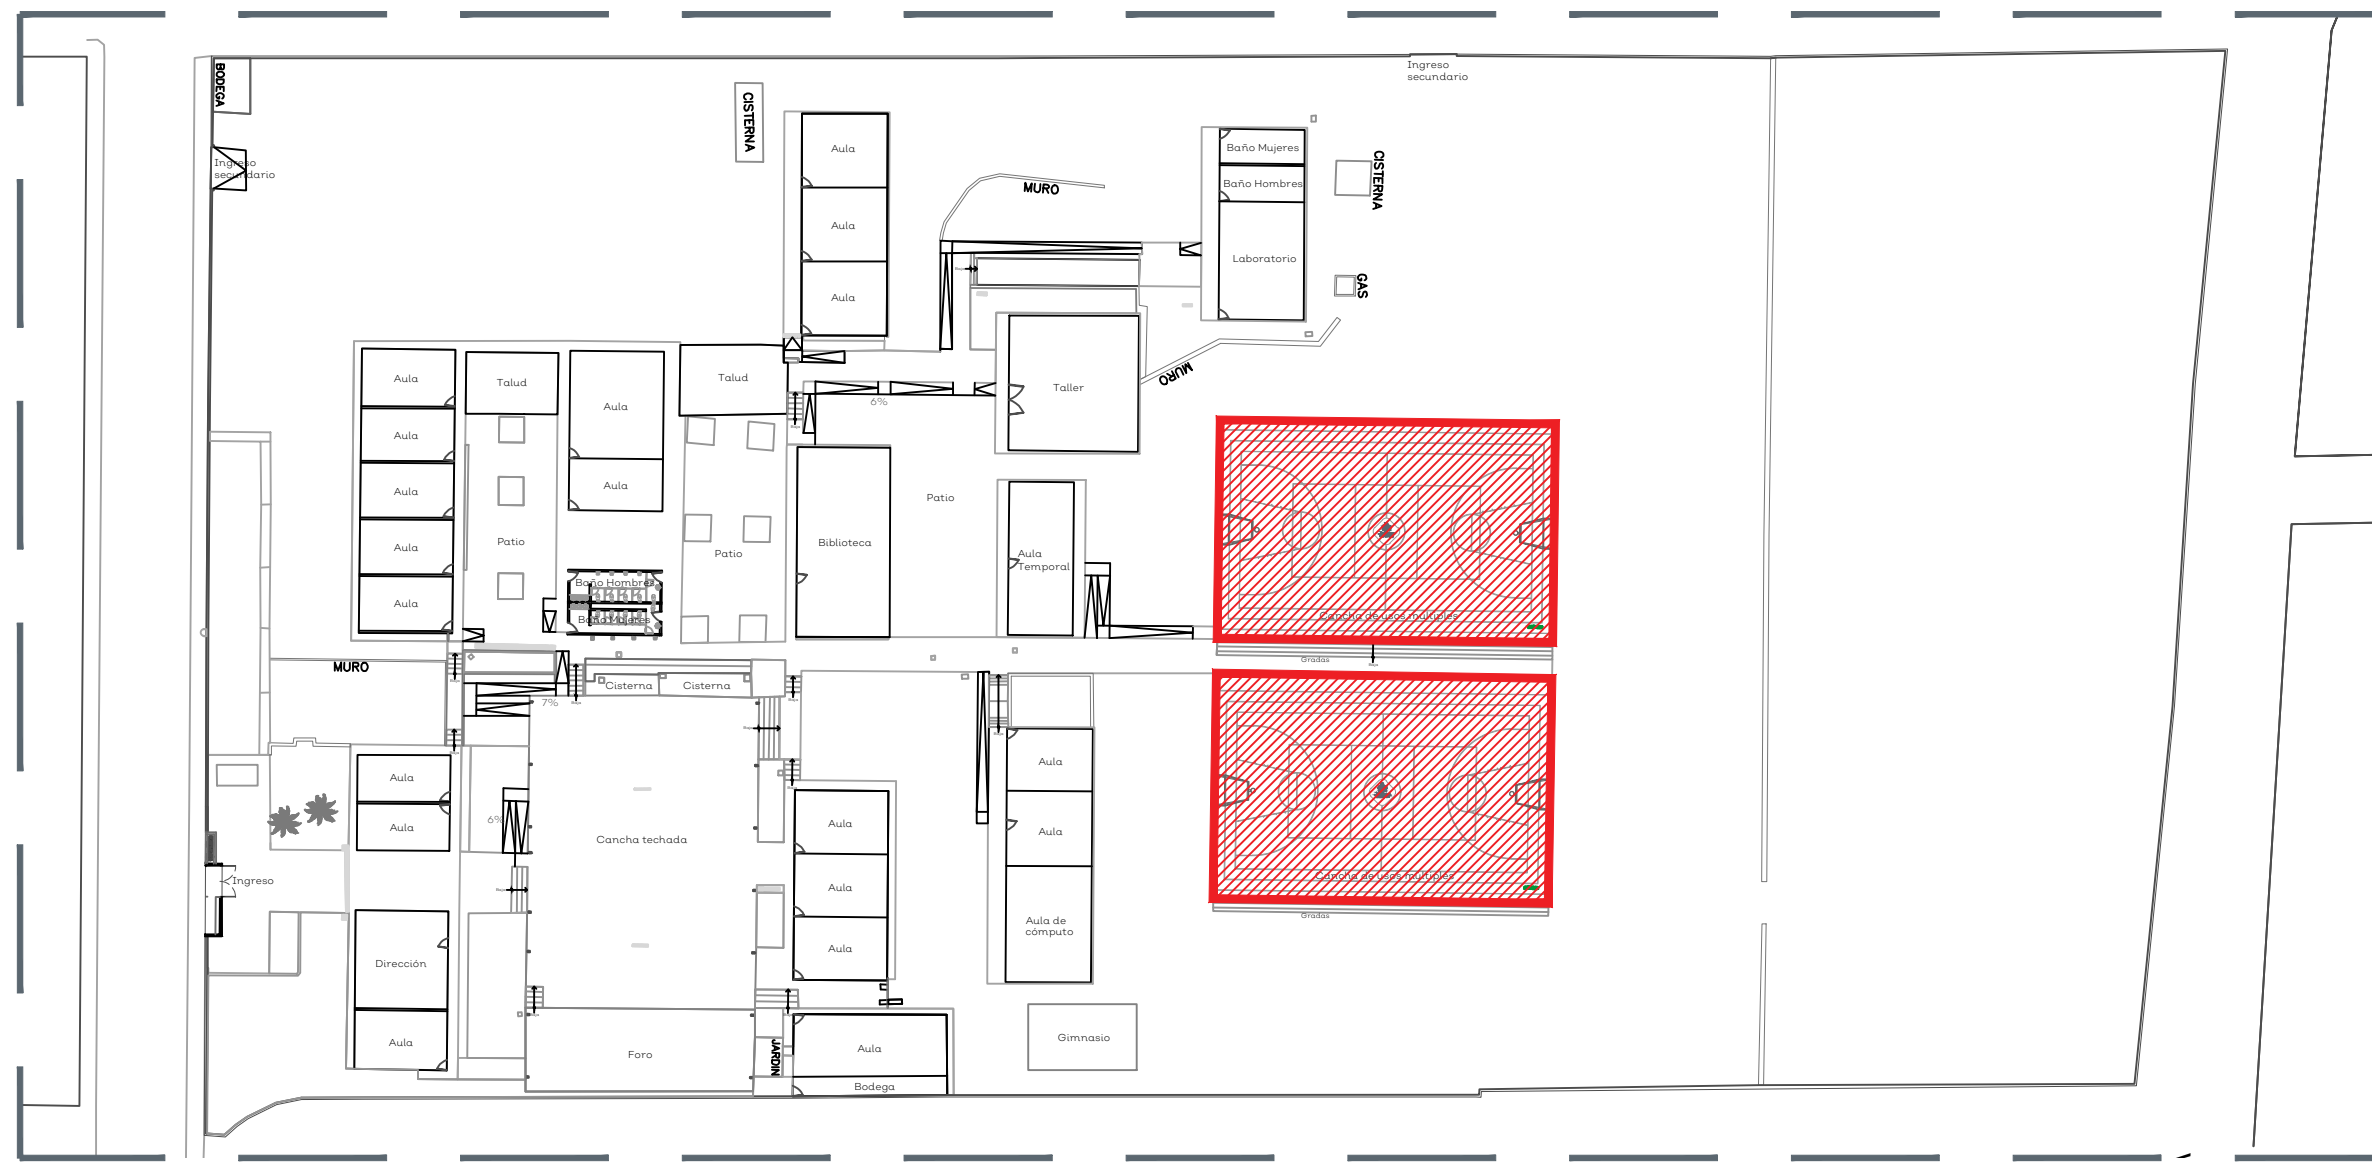 Ingreso
secundario
BODEGA
Ingreso
secundario
CISTERNA
Aula
Aula
Aula
MURO
Baño Mujeres
Baño Hombres
Laboratorio
CISTERNA
GAS
MURO
Aula
Aula
Aula
Aula
Aula
Talud
Patio
Aula
Aula
Baño Hombres
Baño Mujeres
Talud
Patio
6%
Biblioteca
Patio
Taller
Aula
Temporal
Cancha de usos múltiples
Gradas
MURO
Cisterna
Cisterna
7%
Aula
Aula
6%
Cancha techada
Aula
Aula
Aula
Aula
Aula
Aula de
cómputo
Cancha de usos múltiples
Gradas
Ingreso
Dirección
Aula
Foro
JARDIN
Aula
Bodega
Gimnasio